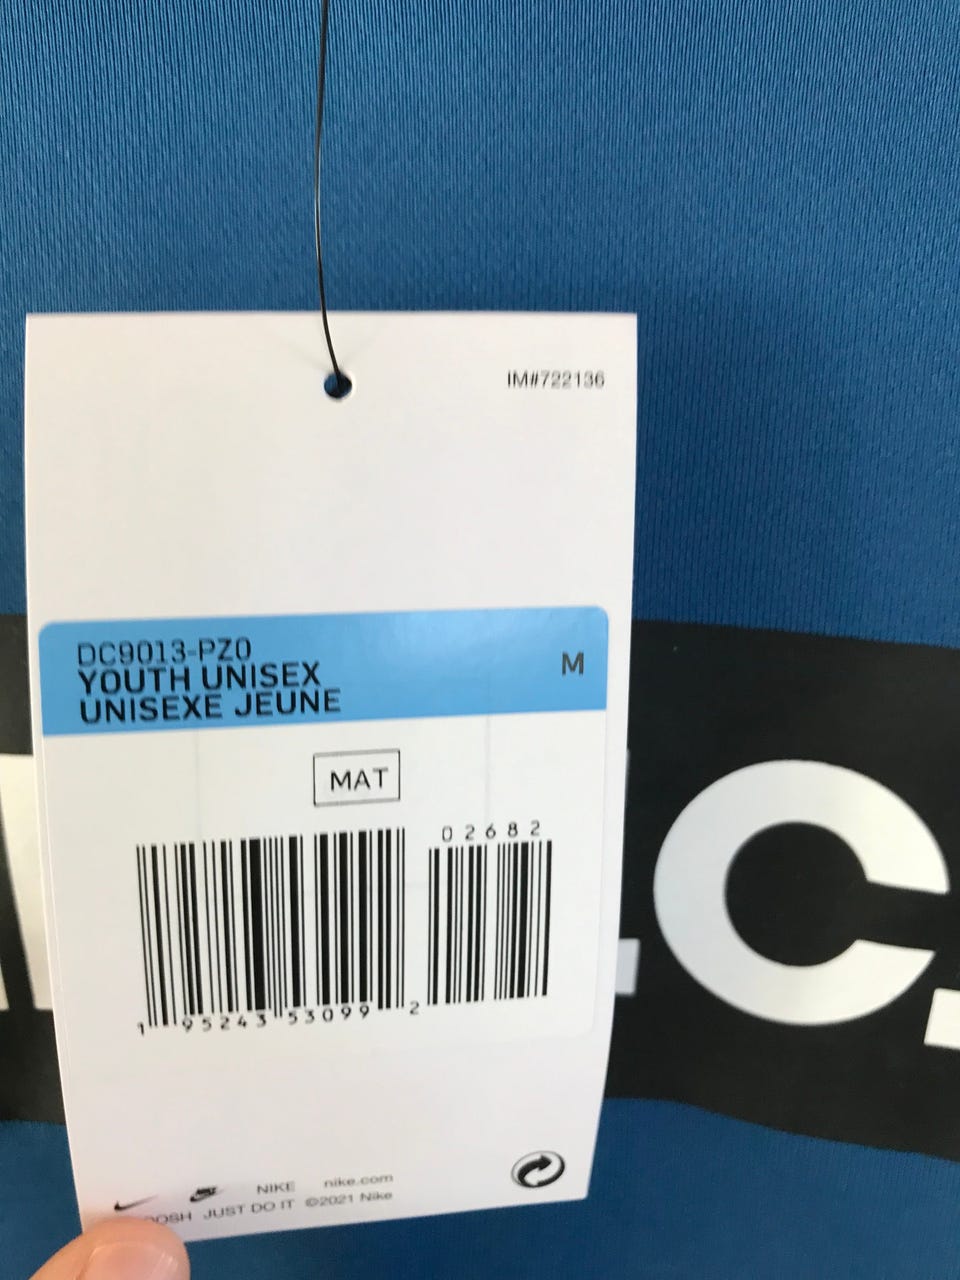 IM#722136
DC9013-PZ0
YOUTH UNISEX
UNISEXE JEUNE
M
MAT
02682
1 95243 53099 2
C.
NIKE nike.com
OSH JUST DO IT ©2021 Nike